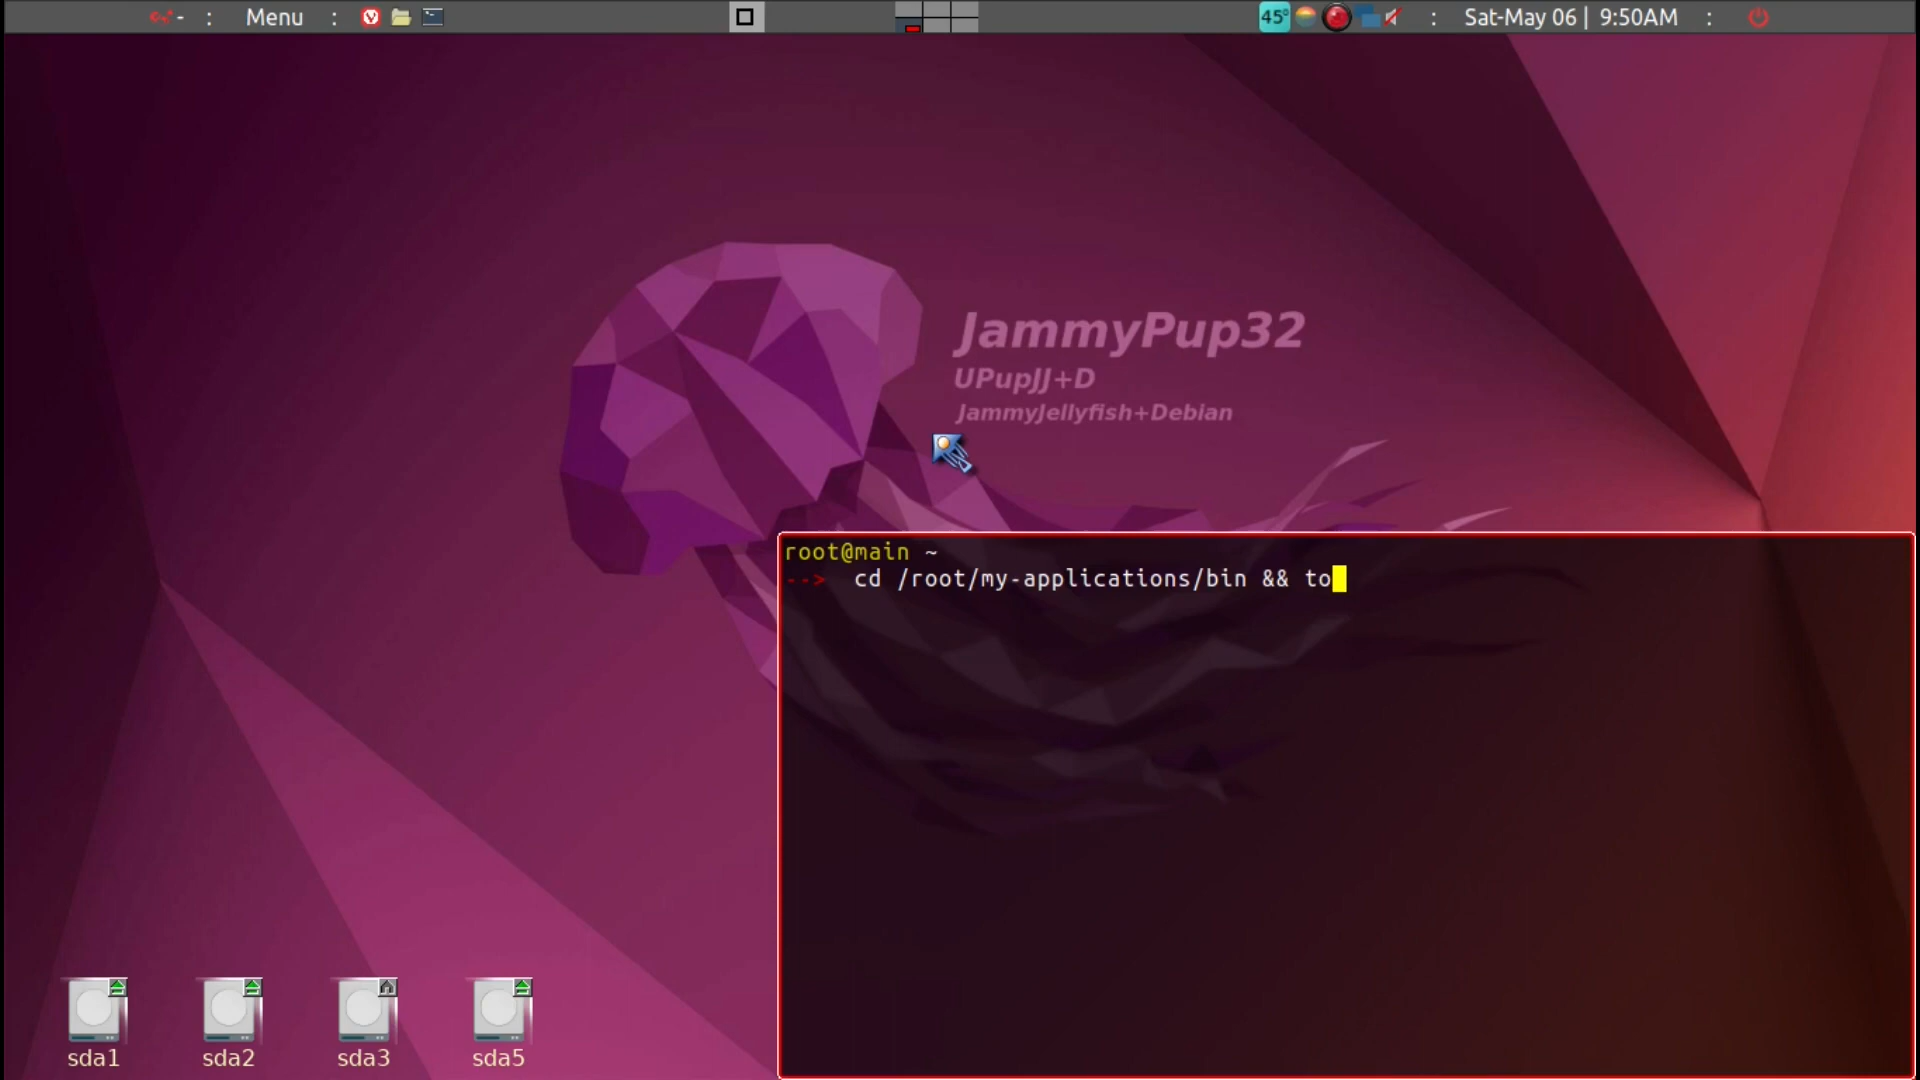 : Menu :
45° : Sat-May 06 | 9:50AM :
JammyPup32
UPupJJ+D
JammyJellyfish+Debian
root@main ~
--> cd /root/my-applications/bin && to
sda1 sda2 sda3 sda5